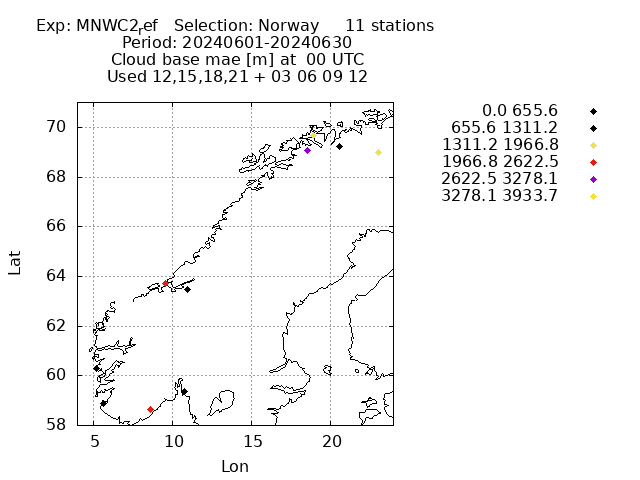 Exp: MNWC2ref   Selection: Norway     11 stations
Period: 20240601-20240630
Cloud base mae [m] at  00 UTC
Used 12,15,18,21 + 03 06 09 12
0.0 655.6
655.6 1311.2
1311.2 1966.8
1966.8 2622.5
2622.5 3278.1
3278.1 3933.7
70
68
66
64
62
60
58
Lat
5 10 15 20
Lon